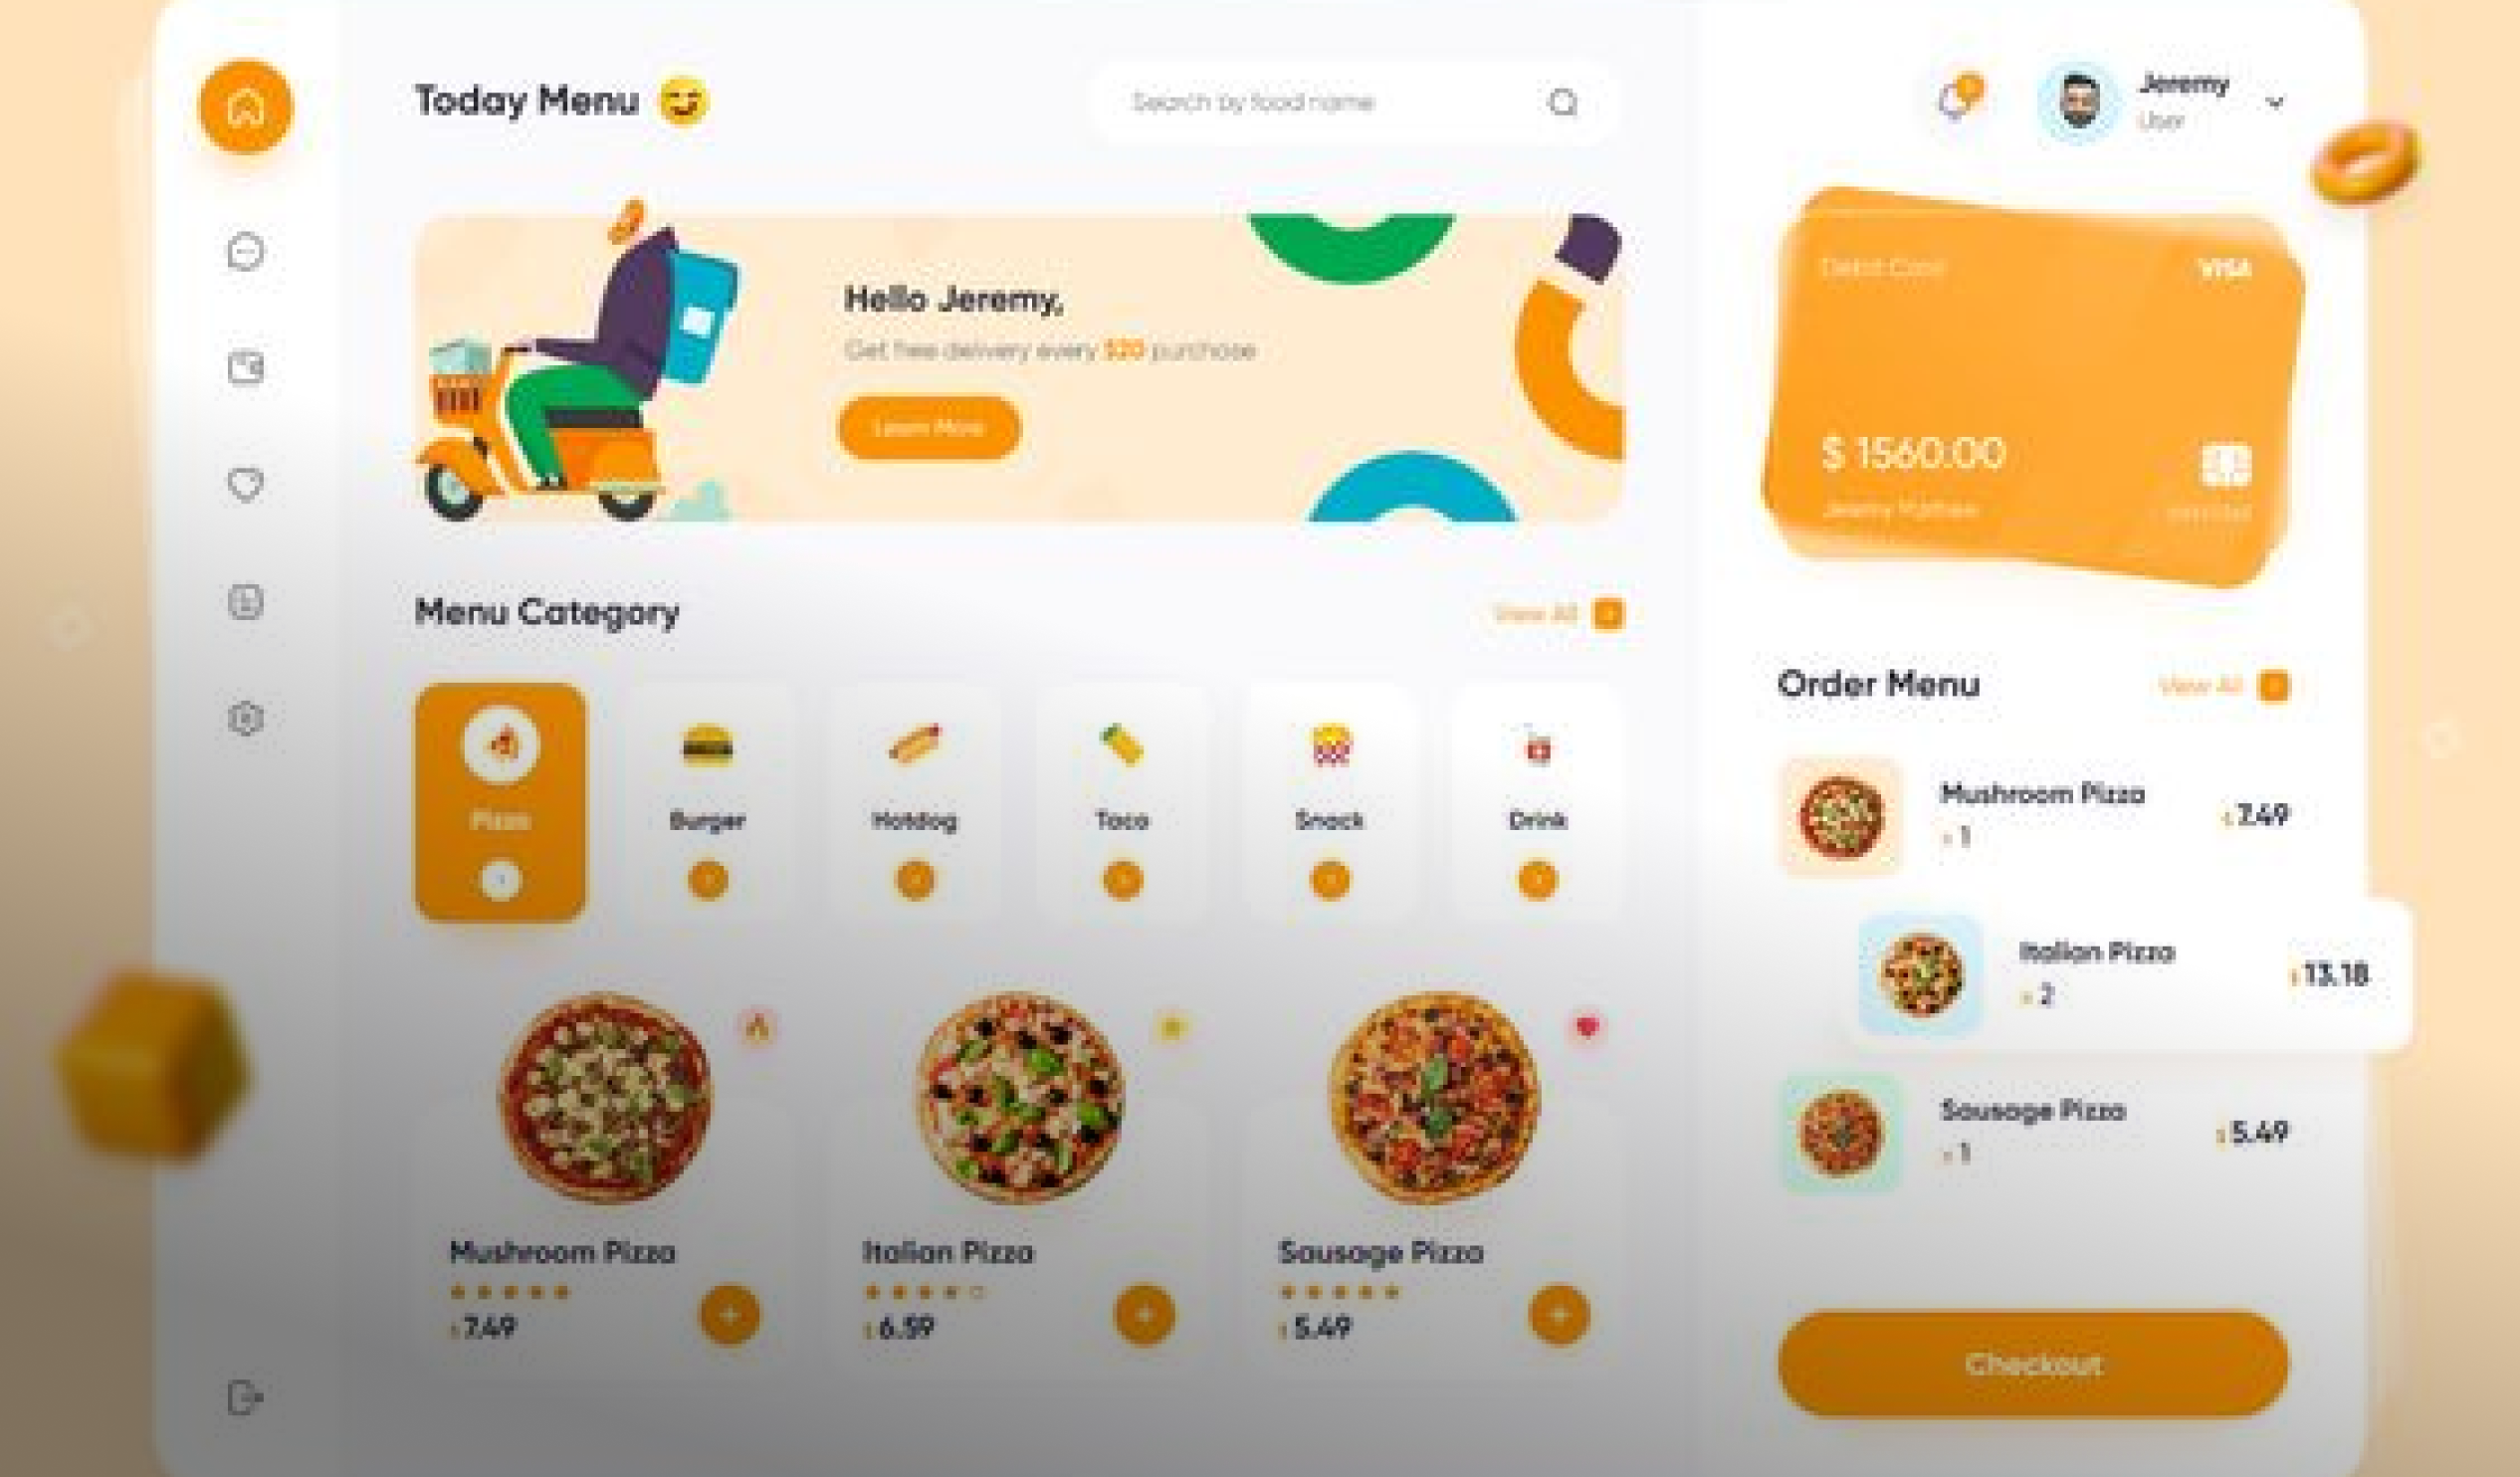 Today Menu
Search by food name
Jeremy
User
Hello Jeremy,
Get free delivery every $20 purchase
Learn More
Debit Card
VISA
$ 1560.00
Jeremy
Menu Category
View All
Pizza
Burger
Hotdog
Taco
Snack
Drink
Mushroom Pizza
$ 7.49
Italian Pizza
$ 6.59
Sausage Pizza
$ 5.49
Order Menu
View All
Mushroom Pizza
x 1
$ 7.49
Italian Pizza
x 2
$ 13.18
Sausage Pizza
x 1
$ 5.49
Checkout